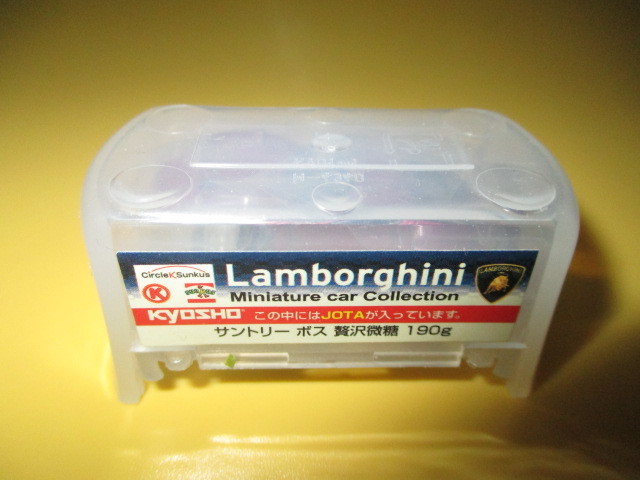 CircleKSunkus
Lamborghini
LAMBORGHINI
Miniature car Collection
K
KYOSHO この中にはJOTAが入っています。
サントリー ボス 贅沢微糖 190g